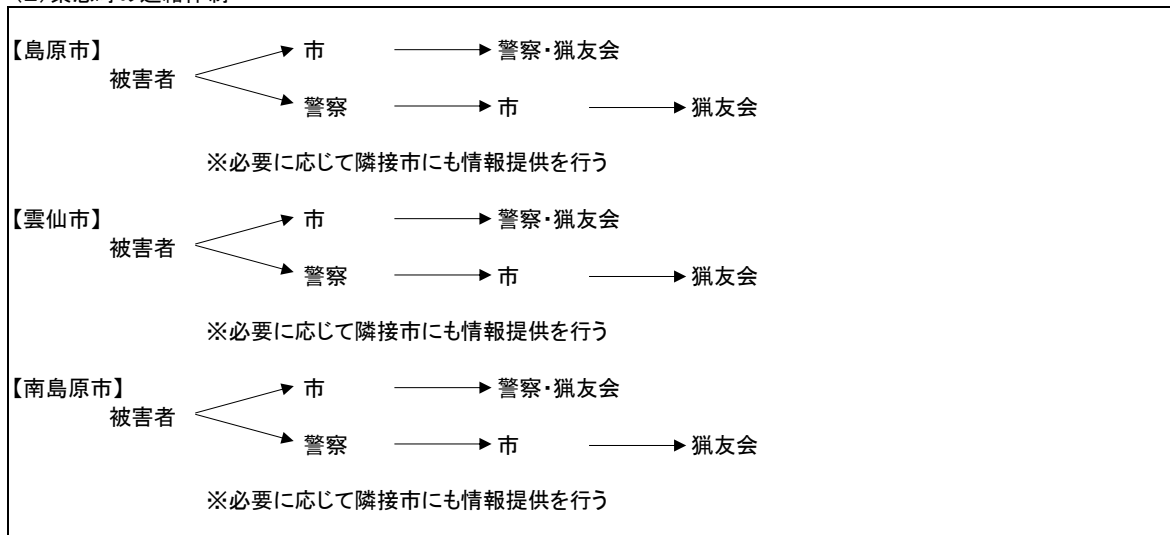 【島原市】
市 警察・猟友会
被害者
警察 市 猟友会
※必要に応じて隣接市にも情報提供を行う
【雲仙市】
市 警察・猟友会
被害者
警察 市 猟友会
※必要に応じて隣接市にも情報提供を行う
【南島原市】
市 警察・猟友会
被害者
警察 市 猟友会
※必要に応じて隣接市にも情報提供を行う